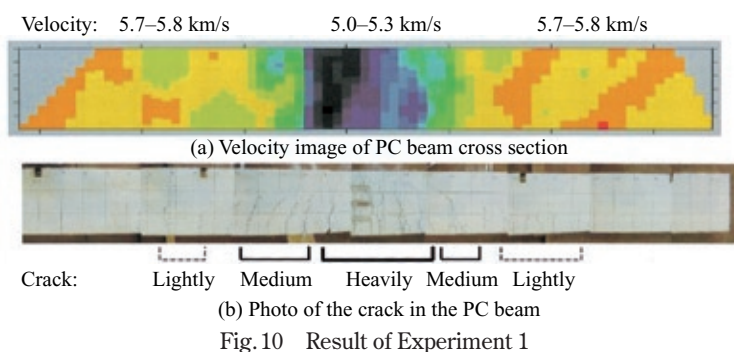 Velocity: 5.7–5.8 km/s 5.0–5.3 km/s 5.7–5.8 km/s
(a) Velocity image of PC beam cross section
Crack: Lightly Medium Heavily Medium Lightly
(b) Photo of the crack in the PC beam
Fig.10 Result of Experiment 1